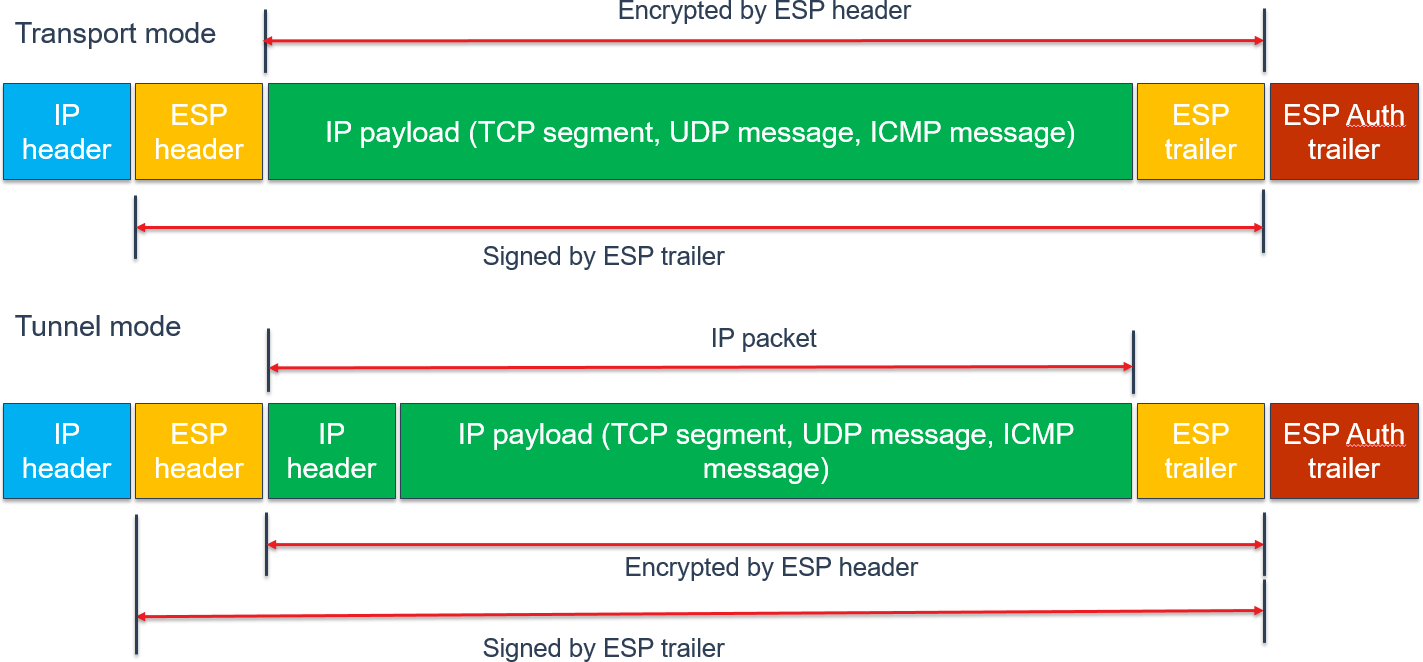 Encrypted by ESP header
Transport mode
IP header
ESP header
IP payload (TCP segment, UDP message, ICMP message)
ESP trailer
ESP Auth trailer
Signed by ESP trailer
Tunnel mode
IP packet
IP header
ESP header
IP header
IP payload (TCP segment, UDP message, ICMP
message)
ESP trailer
ESP Auth trailer
Encrypted by ESP header
Signed by ESP trailer